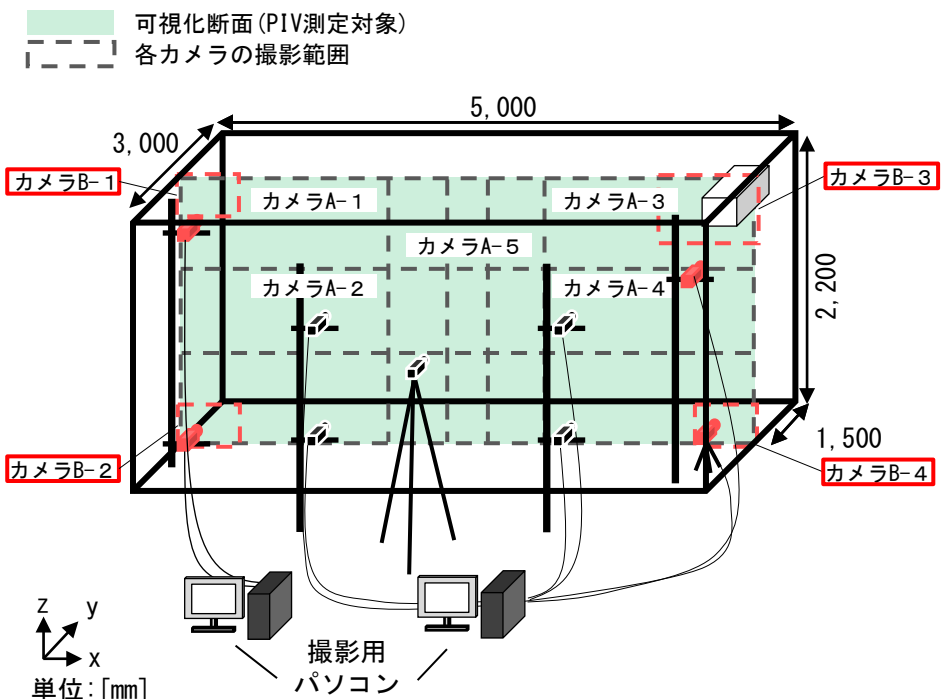 可視化断面(PIV測定対象)
各カメラの撮影範囲
5,000
3,000
カメラB-1
カメラA-1
カメラA-3
カメラB-3
カメラA-5
カメラA-2
カメラA-4
2,200
1,500
カメラB-2
カメラB-4
z
y
x
単位:[mm]
撮影用
パソコン